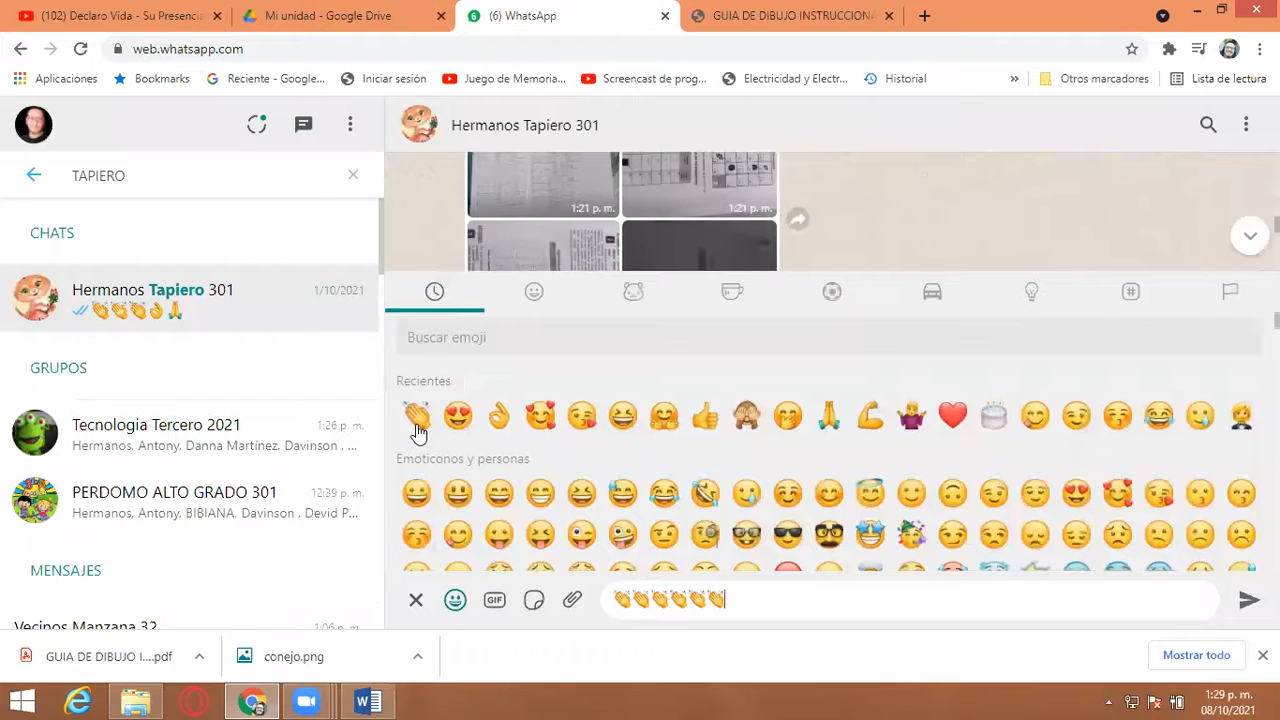 (102) Declaro Vida - Su Presencia
Mi unidad - Google Drive
(6) WhatsApp
GUIA DE DIBUJO INSTRUCCIONA
web.whatsapp.com
Aplicaciones
Bookmarks
Reciente - Google...
Iniciar sesión
Juego de Memoria...
Screencast de prog...
Electricidad y Electr...
Historial
»
Otros marcadores
Lista de lectura
Hermanos Tapiero 301
TAPIERO
1:21 p. m.
1:21 p. m.
CHATS
Hermanos Tapiero 301
1/10/2021
GRUPOS
Buscar emoji
Recientes
Tecnologia Tercero 2021
1:26 p. m.
Hermanos, Antony, Danna Martínez, Davinson , ...
Emoticonos y personas
PERDOMO ALTO GRADO 301
12:39 p. m.
Hermanos, Antony, BIBIANA, Davinson , Devid P...
MENSAJES
GIF
Vecinos Manzana 32
1:06 p. m.
GUIA DE DIBUJO I....pdf
conejo.png
Mostrar todo
1:29 p. m.
08/10/2021